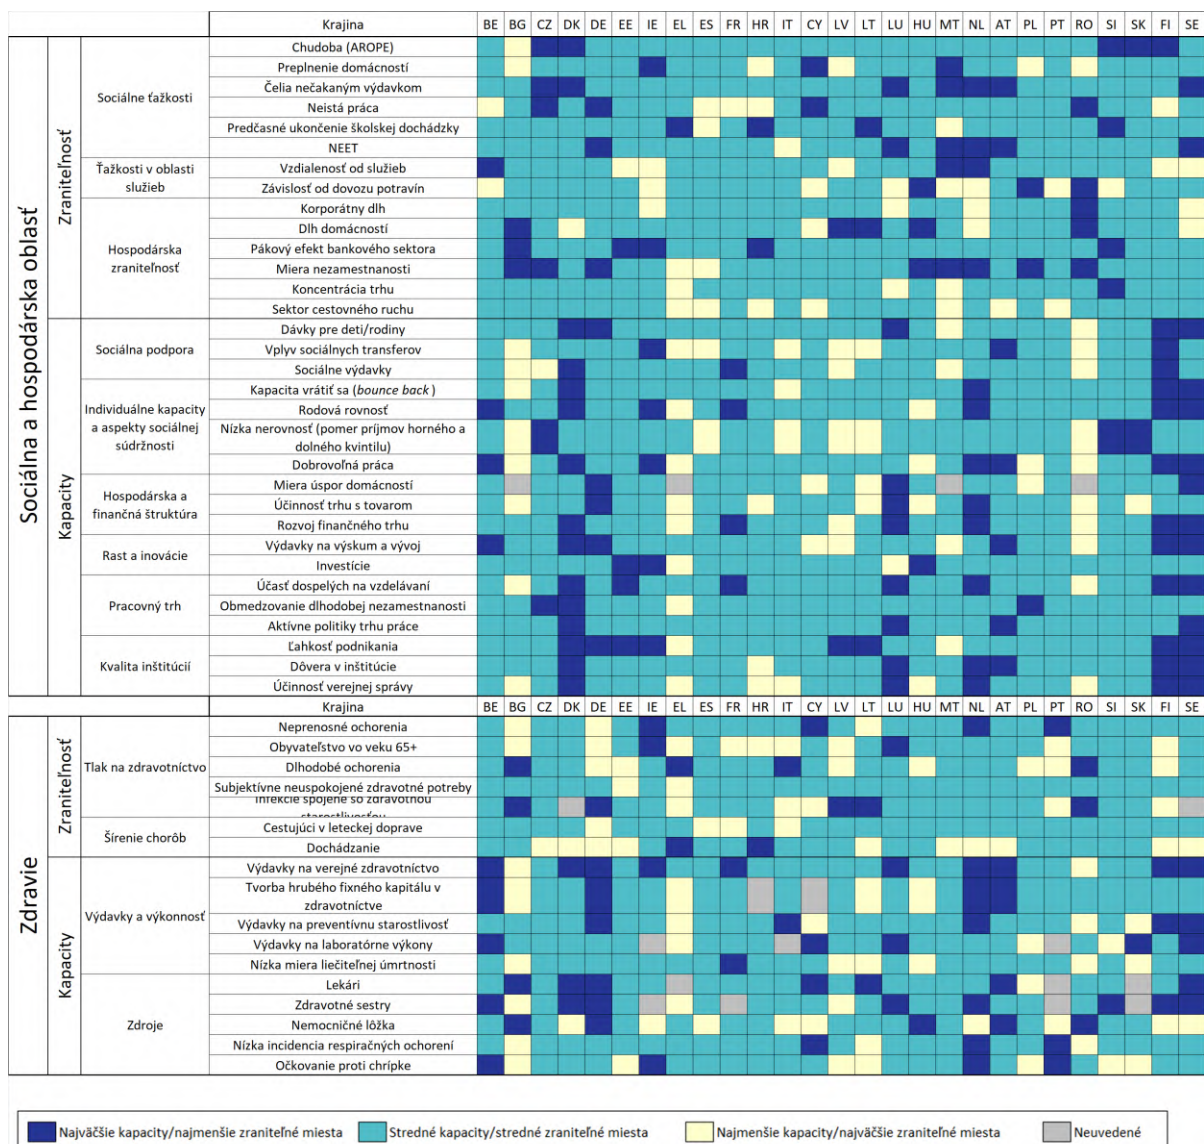 Krajina BE BG CZ DK DE EE IE EL ES FR HR IT CY LV LT LU HU MT NL AT PL PT RO SI SK FI SE
Sociálna a hospodárska oblasť
Zraniteľnosť
Sociálne ťažkosti
Chudoba (AROPE)
Preplnenie domácností
Čelia nečakaným výdavkom
Neistá práca
Predčasné ukončenie školskej dochádzky
NEET
Ťažkosti v oblasti
služieb
Vzdialenosť od služieb
Závislosť od dovozu potravín
Hospodárska
zraniteľnosť
Korporátny dlh
Dlh domácností
Pákový efekt bankového sektora
Miera nezamestnanosti
Koncentrácia trhu
Sektor cestovného ruchu
Kapacity
Sociálna podpora
Dávky pre deti/rodiny
Vplyv sociálnych transferov
Sociálne výdavky
Individuálne kapacity
a aspekty sociálnej
súdržnosti
Kapacita vrátiť sa (bounce back )
Rodová rovnosť
Nízka nerovnosť (pomer príjmov horného a
dolného kvintilu)
Dobrovoľná práca
Hospodárska a
finančná štruktúra
Miera úspor domácností
Účinnosť trhu s tovarom
Rozvoj finančného trhu
Rast a inovácie
Výdavky na výskum a vývoj
Investície
Pracovný trh
Účasť dospelých na vzdelávaní
Obmedzovanie dlhodobej nezamestnanosti
Aktívne politiky trhu práce
Kvalita inštitúcií
Ľahkosť podnikania
Dôvera v inštitúcie
Účinnosť verejnej správy
Krajina BE BG CZ DK DE EE IE EL ES FR HR IT CY LV LT LU HU MT NL AT PL PT RO SI SK FI SE
Zdravie
Zraniteľnosť
Tlak na zdravotníctvo
Neprenosné ochorenia
Obyvateľstvo vo veku 65+
Dlhodobé ochorenia
Subjektívne neuspokojené zdravotné potreby
Infekcie spojené so zdravotnou
starostlivosťou
Šírenie chorôb
Cestujúci v leteckej doprave
Dochádzanie
Kapacity
Výdavky a výkonnosť
Výdavky na verejné zdravotníctvo
Tvorba hrubého fixného kapitálu v
zdravotníctve
Výdavky na preventívnu starostlivosť
Výdavky na laboratórne výkony
Nízka miera liečiteľnej úmrtnosti
Zdroje
Lekári
Zdravotné sestry
Nemocničné lôžka
Nízka incidencia respiračných ochorení
Očkovanie proti chrípke
Najväčšie kapacity/najmenšie zraniteľné miesta
Stredné kapacity/stredné zraniteľné miesta
Najmenšie kapacity/najväčšie zraniteľné miesta
Neuvedené